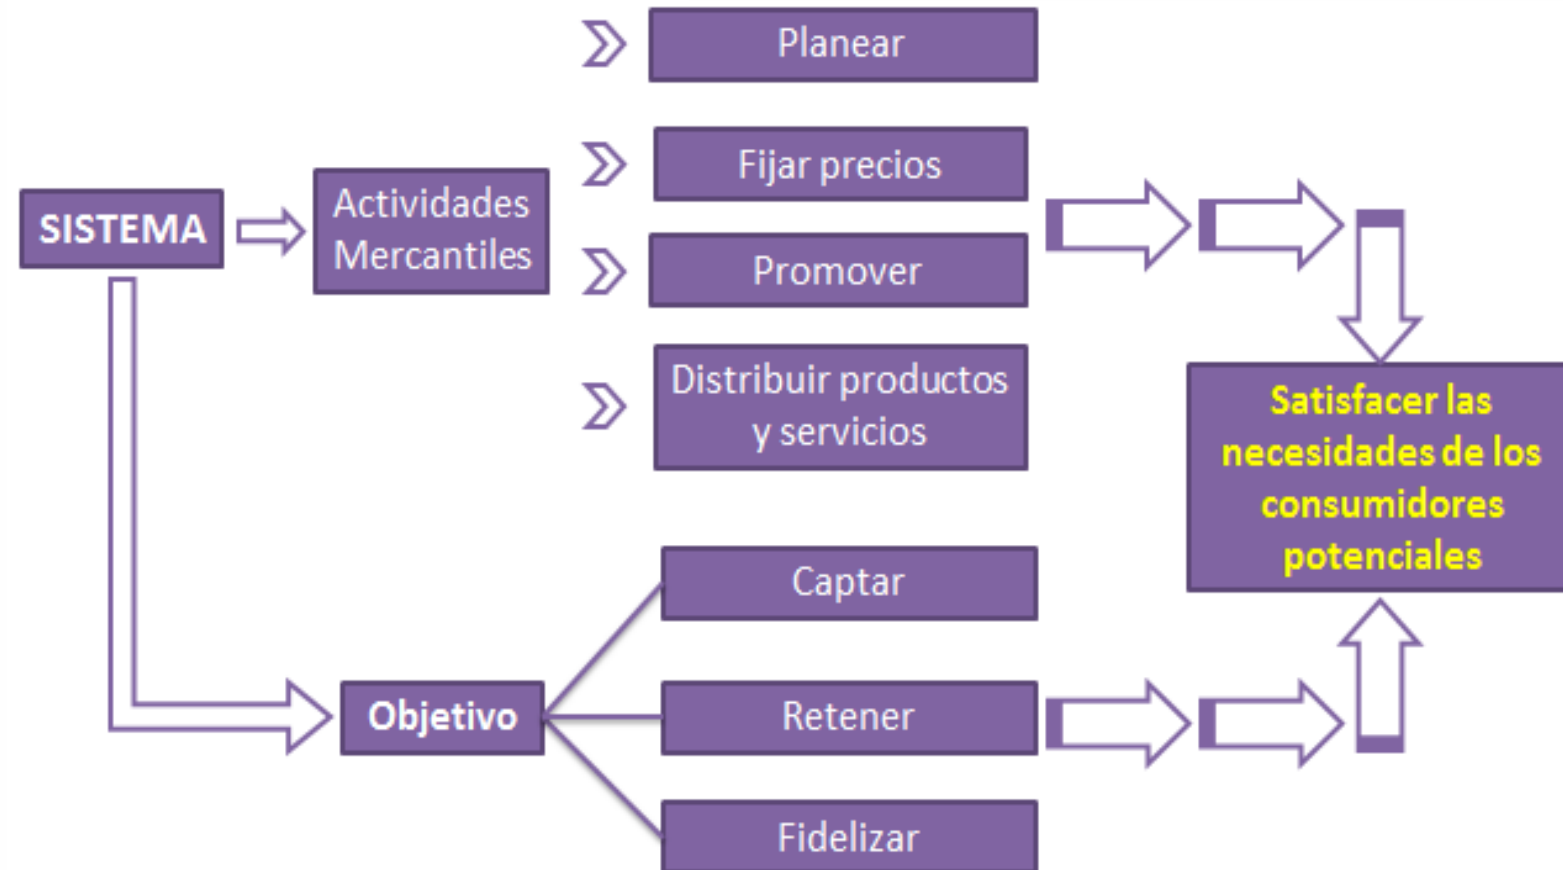 Planear
Fijar precios
SISTEMA
Actividades
Mercantiles
Promover
Distribuir productos
y servicios
Satisfacer las
necesidades de los
consumidores
potenciales
Captar
Objetivo
Retener
Fidelizar